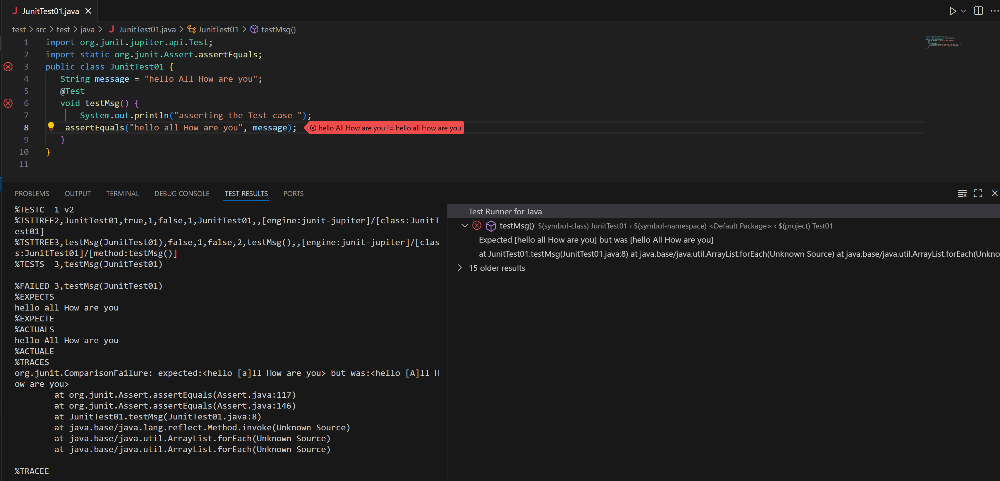 J JunitTest01.java
test > src > test > java > J JunitTest01.java > JunitTest01 > testMsg()
1 import org.junit.jupiter.api.Test;
2 import static org.junit.Assert.assertEquals;
3 public class JunitTest01 {
4 String message = "hello All How are you";
5 @Test
6 void testMsg() {
7 System.out.println("asserting the Test case ");
8 assertEquals("hello all How are you", message); hello All How are you != hello all How are you
9 }
10 }
11
PROBLEMS OUTPUT TERMINAL DEBUG CONSOLE TEST RESULTS PORTS
%TESTC 1 v2
%TSTTREE2,JunitTest01,true,1,false,1,JunitTest01,,[engine:junit-jupiter]/[class:JunitT
est01]
%TSTTREE3,testMsg(JunitTest01),false,1,false,2,testMsg(),,[engine:junit-jupiter]/[clas
s:JunitTest01]/[method:testMsg()]
%TESTS 3,testMsg(JunitTest01)
%FAILED 3,testMsg(JunitTest01)
%EXPECTS
hello all How are you
%EXPECTE
%ACTUALS
hello All How are you
%ACTUALE
%TRACES
org.junit.ComparisonFailure: expected:<hello [a]ll How are you> but was:<hello [A]ll H
ow are you>
at org.junit.Assert.assertEquals(Assert.java:117)
at org.junit.Assert.assertEquals(Assert.java:146)
at JunitTest01.testMsg(JunitTest01.java:8)
at java.base/java.lang.reflect.Method.invoke(Unknown Source)
at java.base/java.util.ArrayList.forEach(Unknown Source)
at java.base/java.util.ArrayList.forEach(Unknown Source)
%TRACEE
Test Runner for Java
testMsg() $(symbol-class) JunitTest01 ‹ $(symbol-namespace) <Default Package> ‹ $(project) Test01
Expected [hello all How are you] but was [hello All How are you]
at JunitTest01.testMsg(JunitTest01.java:8) at java.base/java.util.ArrayList.forEach(Unknown Source) at java.base/java.util.ArrayList.forEach(Unkno
15 older results